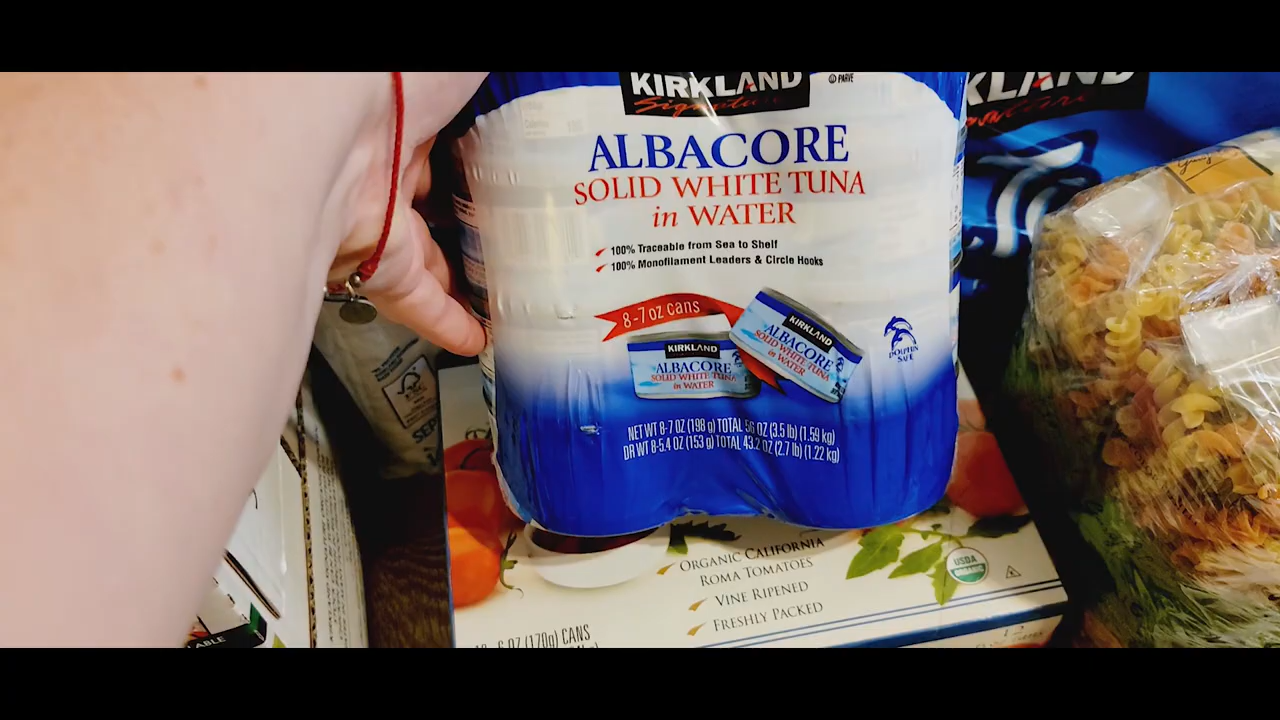 KIRKLAND
Signature
Ⓤ PARVE
ALBACORE
SOLID WHITE TUNA
in WATER
100% Traceable from Sea to Shelf
100% Monofilament Leaders & Circle Hooks
8-7 oz cans
KIRKLAND
ALBACORE
SOLID WHITE TUNA
in WATER
KIRKLAND
ALBACORE
SOLID WHITE TUNA
in WATER
DOLPHIN
SAFE
NET WT 8-7 OZ (198 g) TOTAL 56 OZ (3.5 lb) (1.59 kg)
DR WT 8-5.4 OZ (153 g) TOTAL 43.2 OZ (2.7 lb) (1.22 kg)
KLAND
FSC
ORGANIC CALIFORNIA
ROMA TOMATOES
VINE RIPENED
FRESHLY PACKED
USDA
ORGANIC
6 OZ (170g) CANS
ABLE